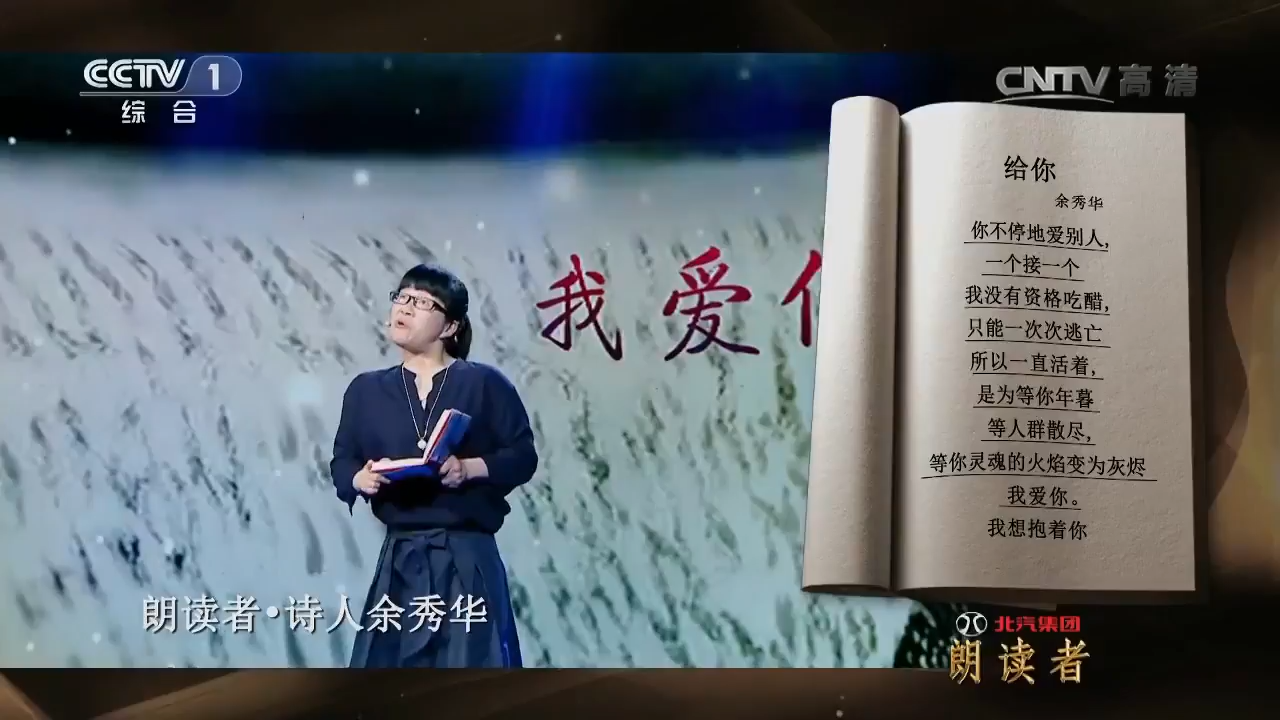 CCTV 1
综合
CNTV高清
我爱
给你
余秀华
你不停地爱别人,
一个接一个
我没有资格吃醋,
只能一次次逃亡
所以一直活着,
是为等你年暮
等人群散尽,
等你灵魂的火焰变为灰烬
我爱你。
我想抱着你
朗读者·诗人余秀华
北汽集团
朗读者